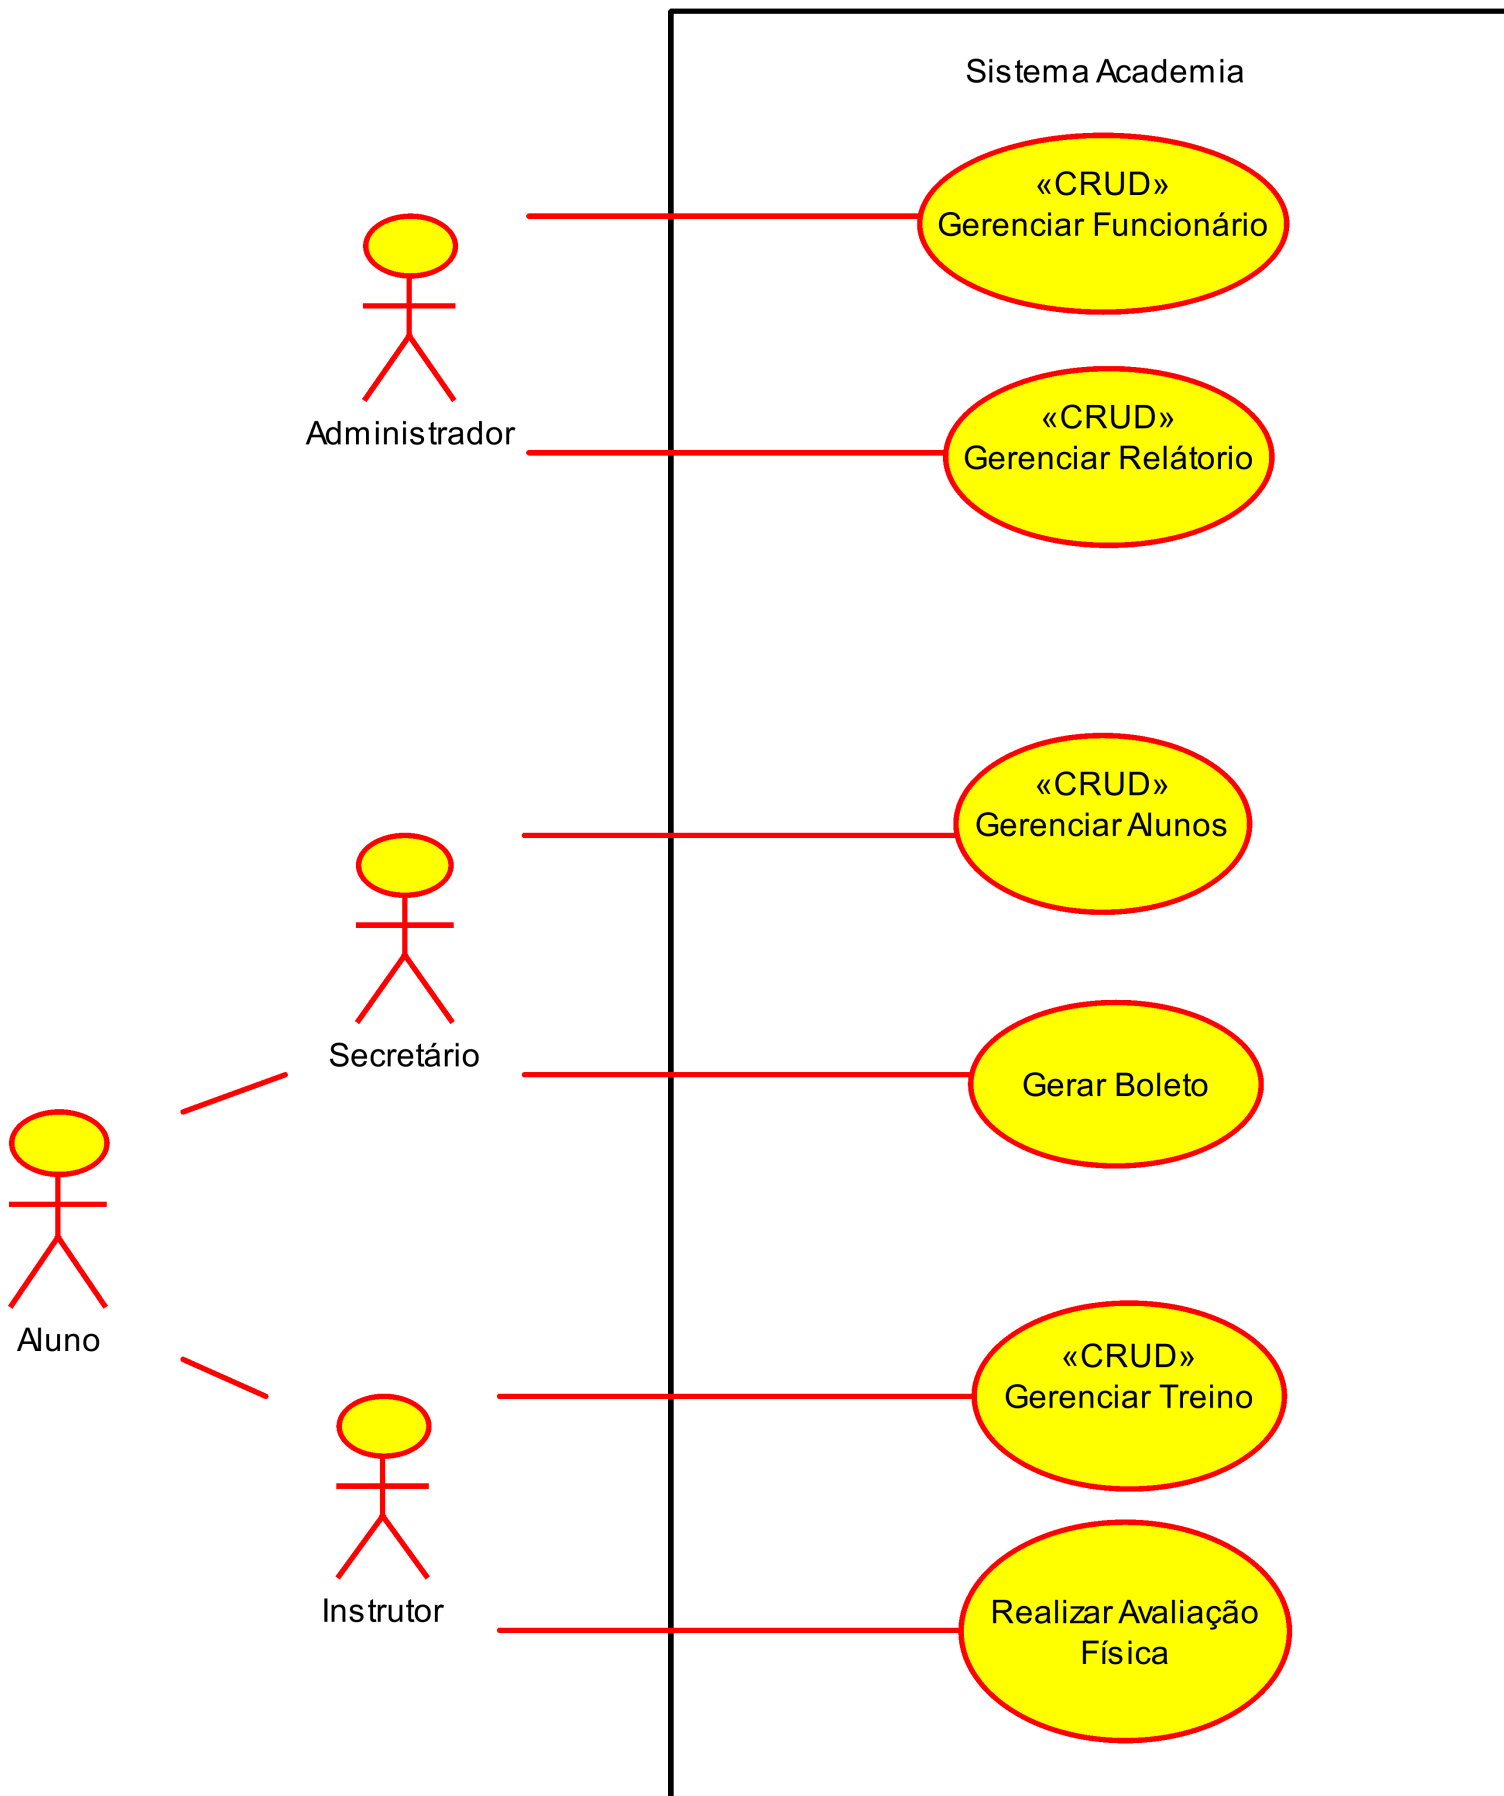 Sistema Academia
«CRUD»
Gerenciar Funcionário
Administrador
«CRUD»
Gerenciar Relátorio
«CRUD»
Gerenciar Alunos
Secretário
Gerar Boleto
Aluno
«CRUD»
Gerenciar Treino
Instrutor
Realizar Avaliação
Física